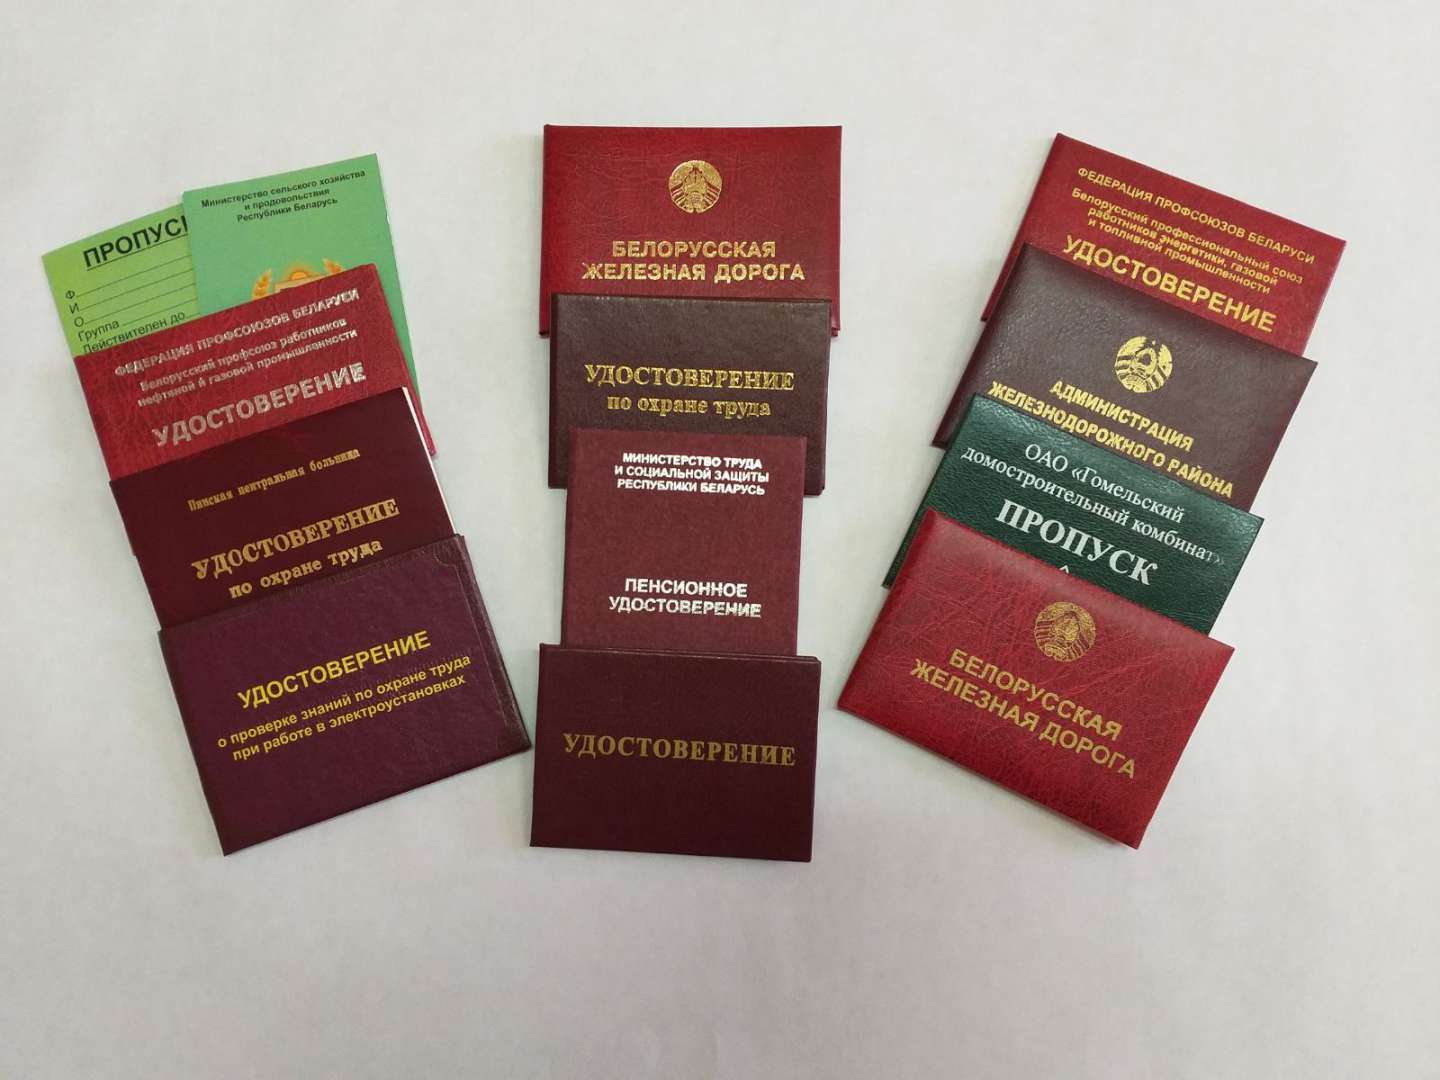 ПРОПУСК
Ф
И
О
Группа
Действителен до
Министерство сельского хозяйства
и продовольствия
Республики Беларусь
ФЕДЕРАЦИЯ ПРОФСОЮЗОВ БЕЛАРУСИ
Белорусский профсоюз работников
нефтяной и газовой промышленности
УДОСТОВЕРЕНИЕ
Пинская центральная больница
УДОСТОВЕРЕНИЕ
по охране труда
УДОСТОВЕРЕНИЕ
о проверке знаний по охране труда
при работе в электроустановках
БЕЛОРУССКАЯ
ЖЕЛЕЗНАЯ ДОРОГА
УДОСТОВЕРЕНИЕ
по охране труда
МИНИСТЕРСТВО ТРУДА
И СОЦИАЛЬНОЙ ЗАЩИТЫ
РЕСПУБЛИКИ БЕЛАРУСЬ
ПЕНСИОННОЕ
УДОСТОВЕРЕНИЕ
УДОСТОВЕРЕНИЕ
ФЕДЕРАЦИЯ ПРОФСОЮЗОВ БЕЛАРУСИ
Белорусский профессиональный союз
работников энергетики, газовой
и топливной промышленности
УДОСТОВЕРЕНИЕ
АДМИНИСТРАЦИЯ
ЖЕЛЕЗНОДОРОЖНОГО РАЙОНА
ОАО «Гомельский
домостроительный комбинат»
ПРОПУСК
БЕЛОРУССКАЯ
ЖЕЛЕЗНАЯ ДОРОГА